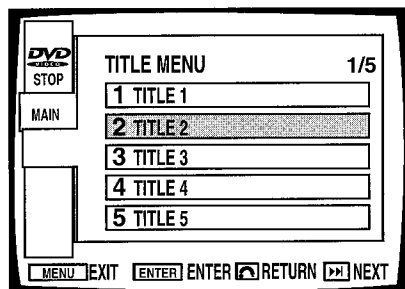 DVD
VIDEO
STOP
MAIN
TITLE MENU 1/5
1 TITLE 1
2 TITLE 2
3 TITLE 3
4 TITLE 4
5 TITLE 5
MENU EXIT ENTER ENTER RETURN NEXT